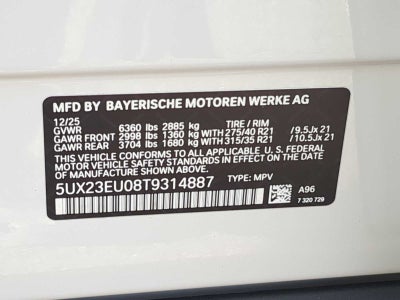 MFD BY BAYERISCHE MOTOREN WERKE AG
12/25 TIRE / RIM
GVWR 6360 lbs 2885 kg
GAWR FRONT 2998 lbs 1360 kg WITH 275/40 R21 /9.5Jx 21
GAWR REAR 3704 lbs 1680 kg WITH 315/35 R21 /10.5Jx 21
THIS VEHICLE CONFORMS TO ALL APPLICABLE FEDERAL
MOTOR VEHICLE SAFETY STANDARDS IN EFFECT ON THE
DATE OF MANUFACTURE SHOWN ABOVE.
5UX23EU08T9314887 TYPE: MPV
A96
7 320 729